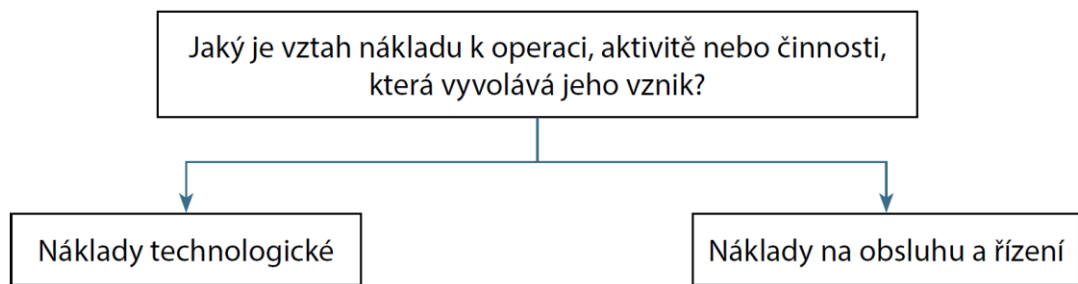 Jaký je vztah nákladu k operaci, aktivitě nebo činnosti,
která vyvolává jeho vznik?
Náklady technologické
Náklady na obsluhu a řízení